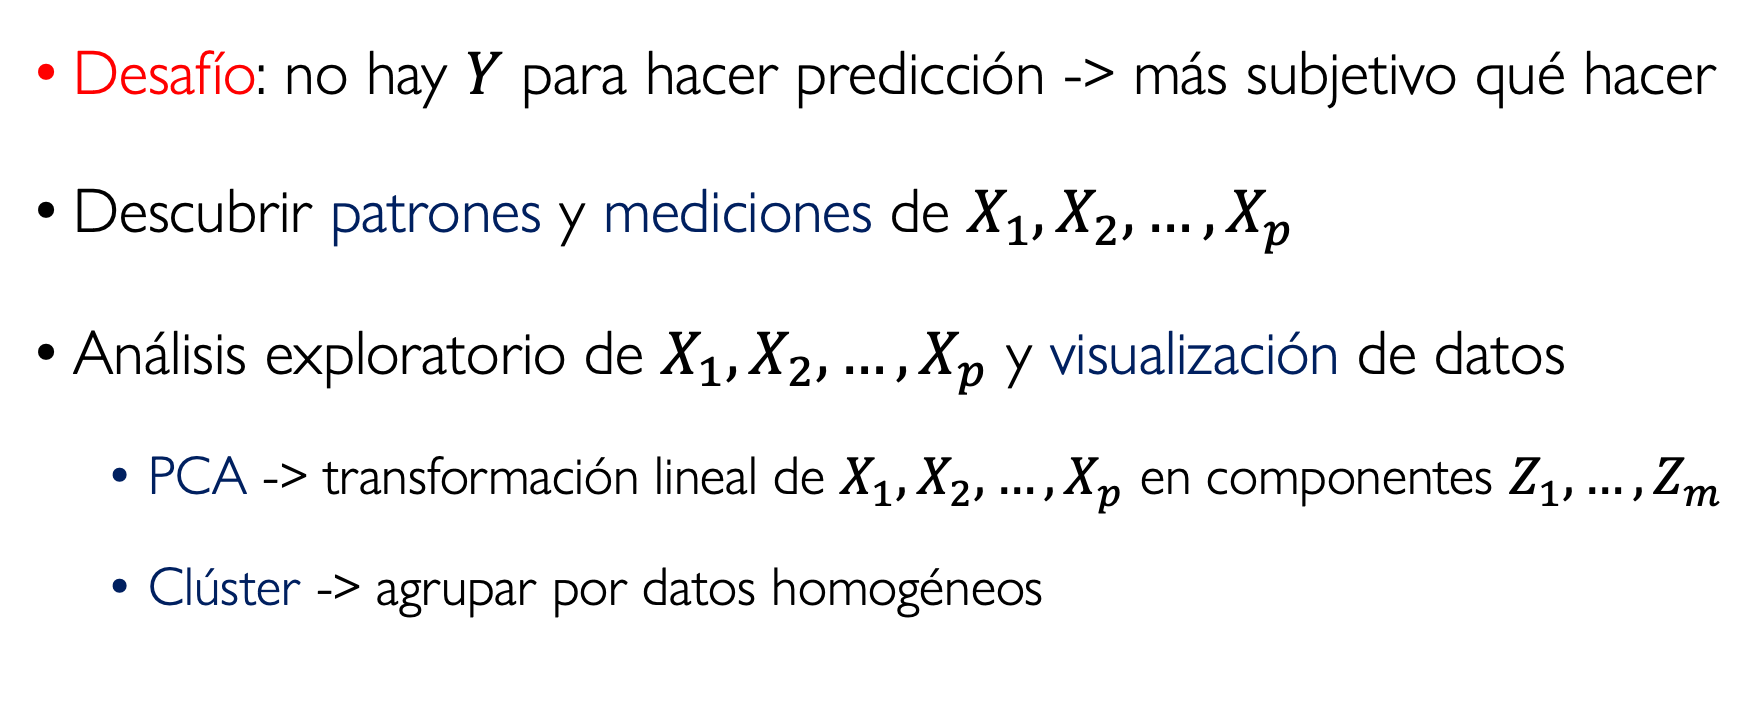 • Desafío: no hay Y para hacer predicción -> más subjetivo qué hacer
• Descubrir patrones y mediciones de X₁, X₂, ... , Xₚ
• Análisis exploratorio de X₁, X₂, ... , Xₚ y visualización de datos
• PCA -> transformación lineal de X₁, X₂, ... , Xₚ en componentes Z₁, ... , Zₘ
• Clúster -> agrupar por datos homogéneos